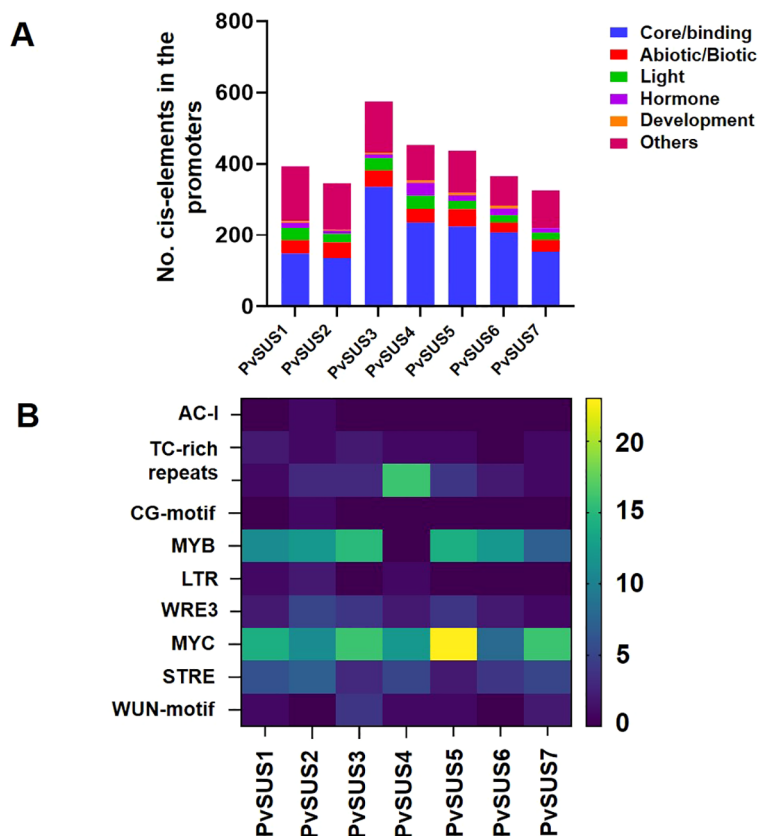 A
No. cis-elements in the
promoters
800
600
400
200
0
PvSUS1
PvSUS2
PvSUS3
PvSUS4
PvSUS5
PvSUS6
PvSUS7
Core/binding
Abiotic/Biotic
Light
Hormone
Development
Others
B
AC-I
TC-rich
repeats
CG-motif
MYB
LTR
WRE3
MYC
STRE
WUN-motif
PvSUS1
PvSUS2
PvSUS3
PvSUS4
PvSUS5
PvSUS6
PvSUS7
20
15
10
5
0